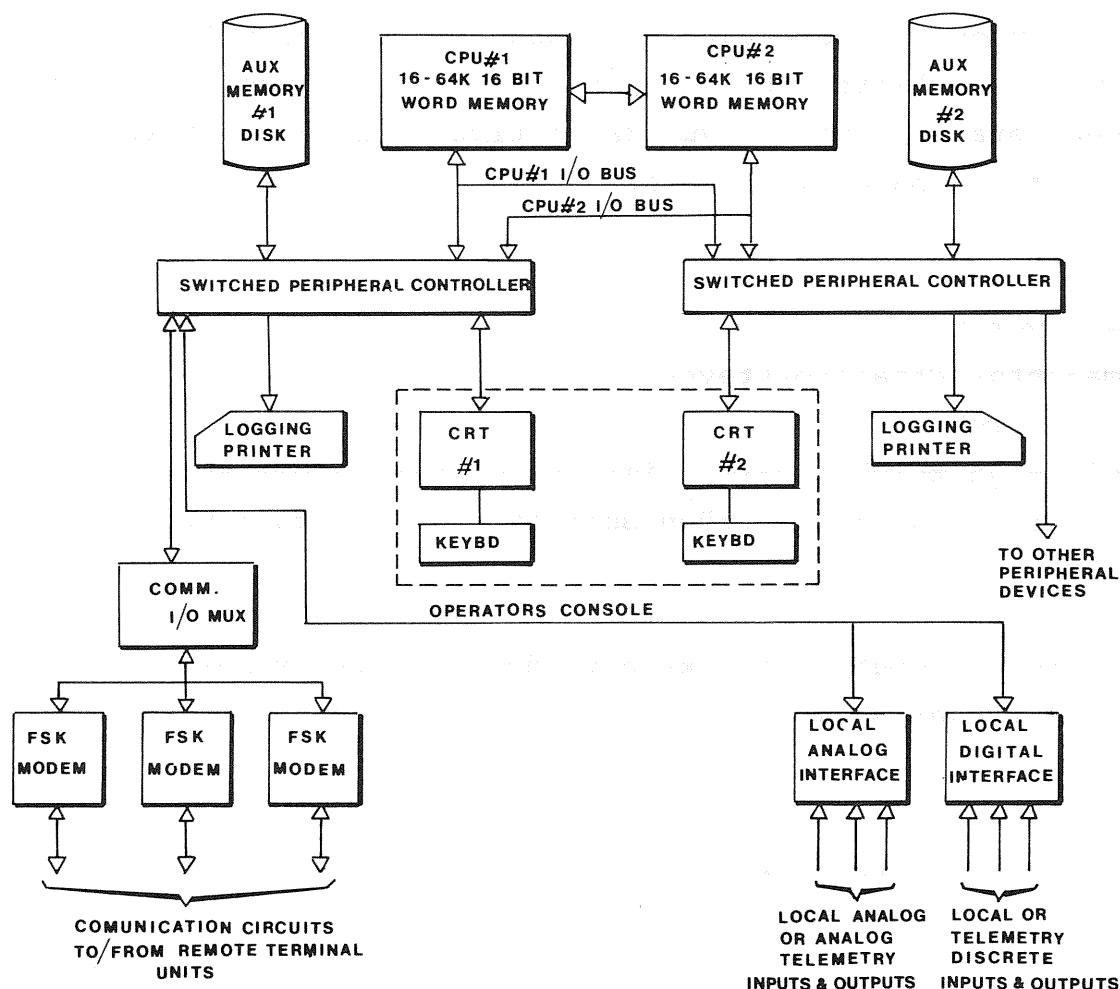 AUX
MEMORY
#1
DISK
CPU#1
16-64K 16 BIT
WORD MEMORY
CPU#2
16-64K 16 BIT
WORD MEMORY
AUX
MEMORY
#2
DISK
CPU#1 I/O BUS
CPU#2 I/O BUS
SWITCHED PERIPHERAL CONTROLLER
SWITCHED PERIPHERAL CONTROLLER
LOGGING
PRINTER
CRT
#1
CRT
#2
LOGGING
PRINTER
KEYBD
KEYBD
TO OTHER
PERIPHERAL
DEVICES
COMM.
I/O MUX
OPERATORS CONSOLE
FSK
MODEM
FSK
MODEM
FSK
MODEM
LOCAL
ANALOG
INTERFACE
LOCAL
DIGITAL
INTERFACE
COMUNICATION CIRCUITS
TO/FROM REMOTE TERMINAL
UNITS
LOCAL ANALOG
OR ANALOG
TELEMETRY
INPUTS & OUTPUTS
LOCAL OR
TELEMETRY
DISCRETE
INPUTS & OUTPUTS